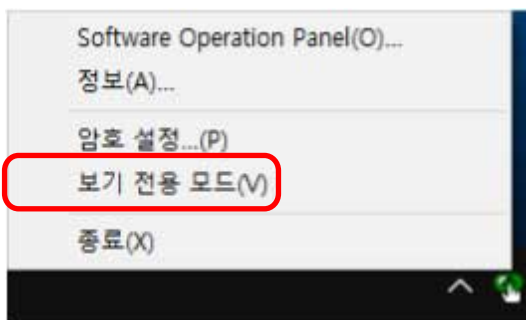 Software Operation Panel(O)...
정보(A)...
암호 설정...(P)
보기 전용 모드(V)
종료(X)